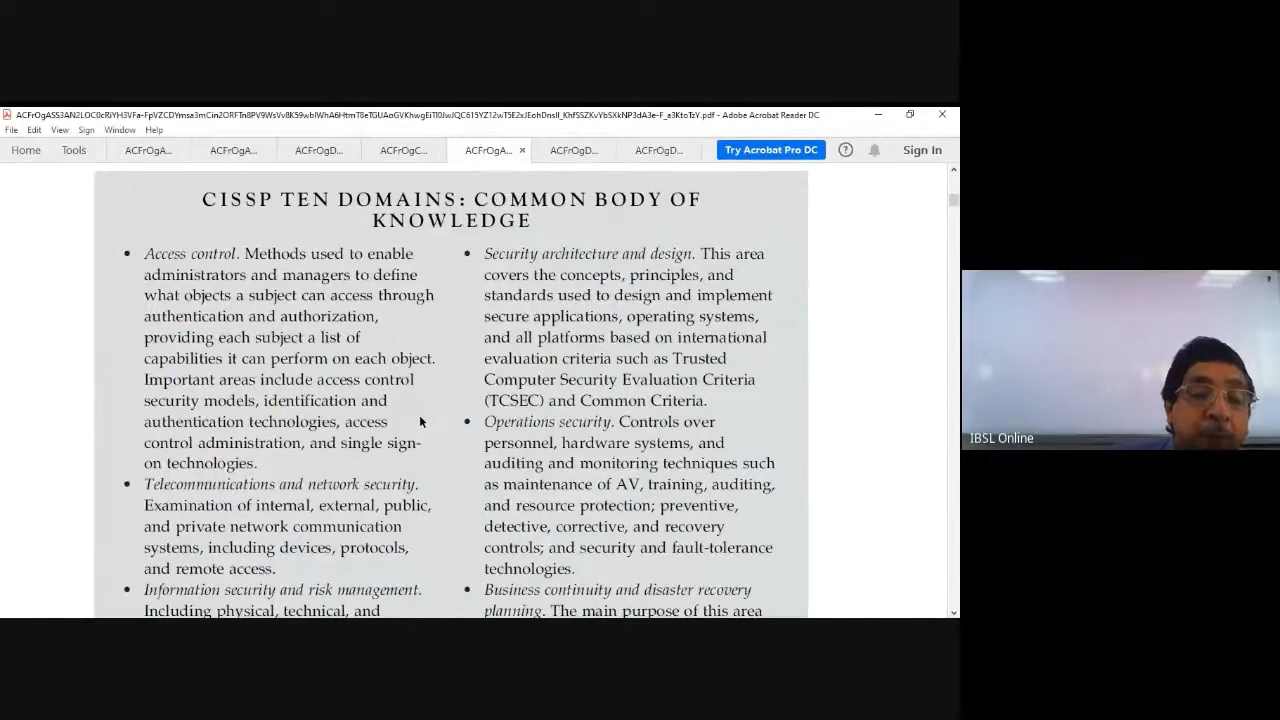 ACFrOgASS3AN2LOC0cRiYH3VFa-FpVZCDYmsa3mCin2ORFTn8PV9WsVv8K59wbIWhA6HtmT8eTGUAoGVKhwgEiTI0JwJQC615YZ12wT5E2xJEohDnslI_KhfSSZKvYbSXkNP3dA3e-F_a3KtoTzY.pdf - Adobe Acrobat Reader DC
File Edit View Sign Window Help
Home Tools ACFrOgA... ACFrOgA... ACFrOgD... ACFrOgC... ACFrOgA... × ACFrOgD... ACFrOgD... Try Acrobat Pro DC Sign In
CISSP TEN DOMAINS: COMMON BODY OF
KNOWLEDGE
• Access control. Methods used to enable
administrators and managers to define
what objects a subject can access through
authentication and authorization,
providing each subject a list of
capabilities it can perform on each object.
Important areas include access control
security models, identification and
authentication technologies, access
control administration, and single sign-
on technologies.
• Telecommunications and network security.
Examination of internal, external, public,
and private network communication
systems, including devices, protocols,
and remote access.
• Information security and risk management.
Including physical, technical, and
• Security architecture and design. This area
covers the concepts, principles, and
standards used to design and implement
secure applications, operating systems,
and all platforms based on international
evaluation criteria such as Trusted
Computer Security Evaluation Criteria
(TCSEC) and Common Criteria.
• Operations security. Controls over
personnel, hardware systems, and
auditing and monitoring techniques such
as maintenance of AV, training, auditing,
and resource protection; preventive,
detective, corrective, and recovery
controls; and security and fault-tolerance
technologies.
• Business continuity and disaster recovery
planning. The main purpose of this area
IBSL Online